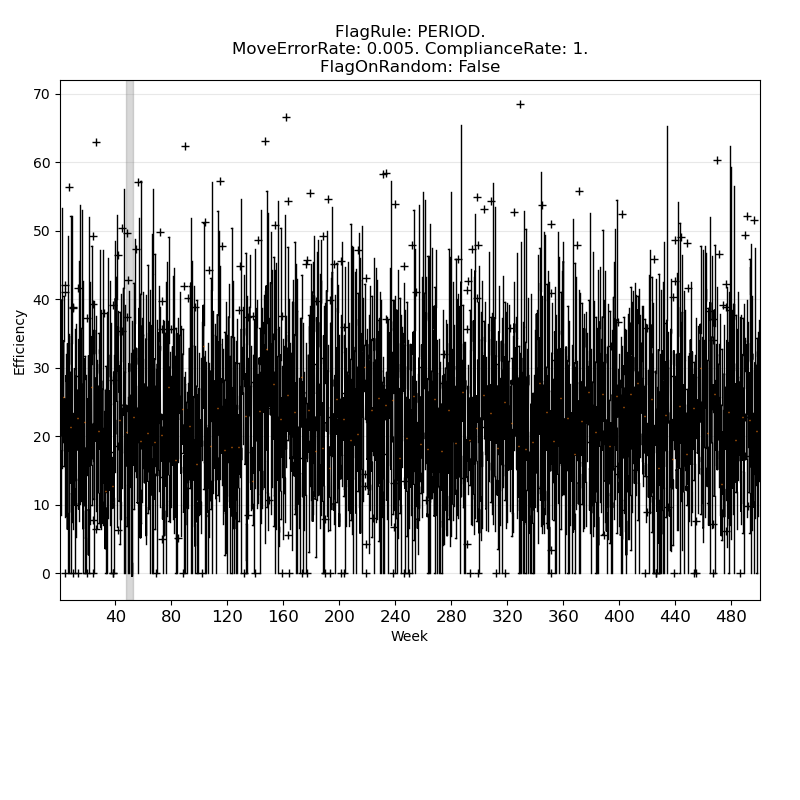 FlagRule: PERIOD.
MoveErrorRate: 0.005. ComplianceRate: 1.
FlagOnRandom: False
70
60
50
40
30
20
10
0
Efficiency
40 80 120 160 200 240 280 320 360 400 440 480
Week